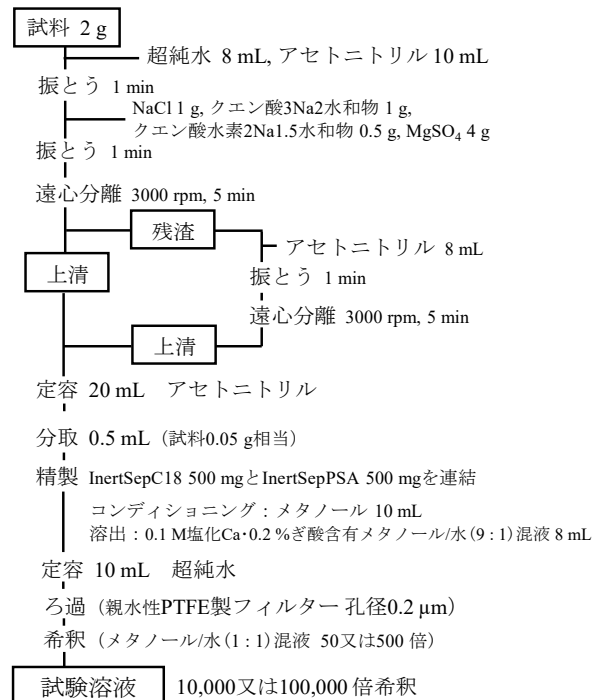 試料 2 g
超純水 8 mL, アセトニトリル 10 mL
振とう 1 min
NaCl 1 g, クエン酸3Na2水和物 1 g,
クエン酸水素2Na1.5水和物 0.5 g, MgSO₄ 4 g
振とう 1 min
遠心分離 3000 rpm, 5 min
残渣
アセトニトリル 8 mL
上清
振とう 1 min
遠心分離 3000 rpm, 5 min
上清
定容 20 mL アセトニトリル
分取 0.5 mL（試料0.05 g相当）
精製 InertSepC18 500 mgとInertSepPSA 500 mgを連結
コンディショニング：メタノール 10 mL
溶出：0.1 M塩化Ca･0.2 %ぎ酸含有メタノール/水（9 : 1）混液 8 mL
定容 10 mL 超純水
ろ過（親水性PTFE製フィルター 孔径0.2 μm）
希釈（メタノール/水（1 : 1）混液 50又は500 倍）
試験溶液 10,000又は100,000 倍希釈